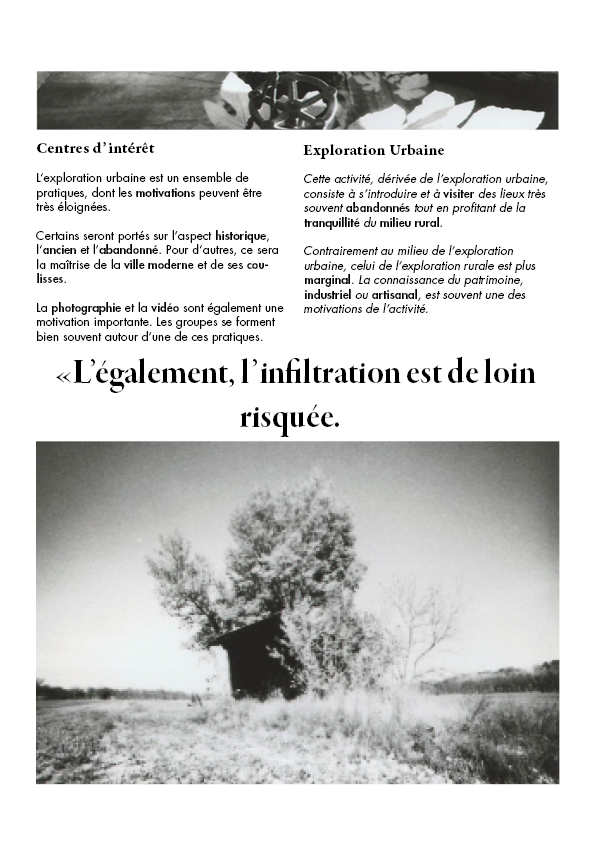 Centres d'intérêt
L'exploration urbaine est un ensemble de
pratiques, dont les motivations peuvent être
très éloignées.
Certains seront portés sur l'aspect historique,
l'ancien et l'abandonné. Pour d'autres, ce sera
la maîtrise de la ville moderne et de ses cou-
lisses.
La photographie et la vidéo sont également une
motivation importante. Les groupes se forment
bien souvent autour d'une de ces pratiques.
Exploration Urbaine
Cette activité, dérivée de l'exploration urbaine,
consiste à s'introduire et à visiter des lieux très
souvent abandonnés tout en profitant de la
tranquillité du milieu rural.
Contrairement au milieu de l'exploration
urbaine, celui de l'exploration rurale est plus
marginal. La connaissance du patrimoine,
industriel ou artisanal, est souvent une des
motivations de l'activité.
«L'également, l'infiltration est de loin
risquée.